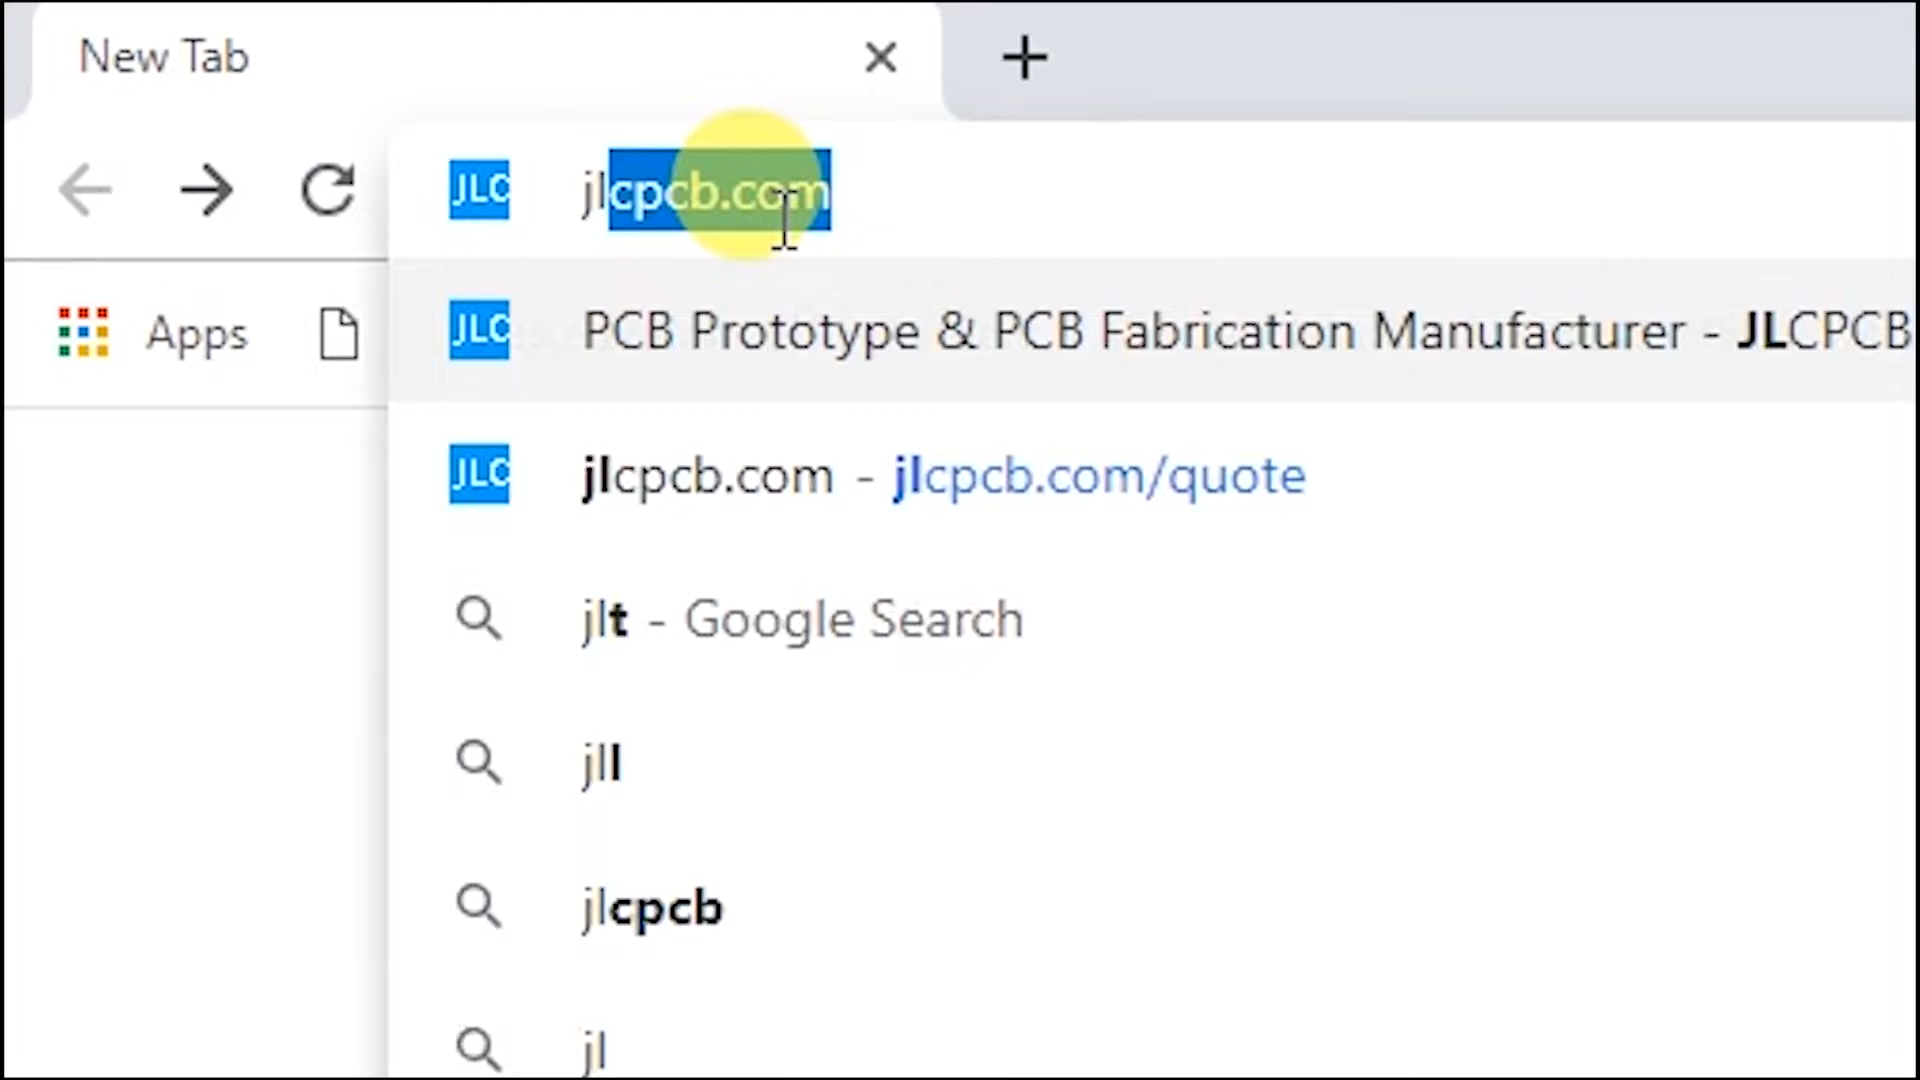 New Tab
JLC jlcpcb.com
Apps
JLC PCB Prototype & PCB Fabrication Manufacturer - JLCPCB
JLC jlcpcb.com - jlcpcb.com/quote
jlt - Google Search
jll
jlcpcb
jl